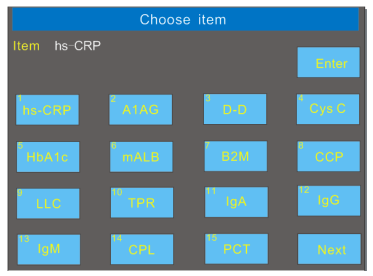 Choose item
Item hs-CRP
Enter
1 hs-CRP 2 A1AG 3 D-D 4 Cys C
5 HbA1c 6 mALB 7 B2M 8 CCP
9 LLC 10 TPR 11 IgA 12 IgG
13 IgM 14 CPL 15 PCT Next